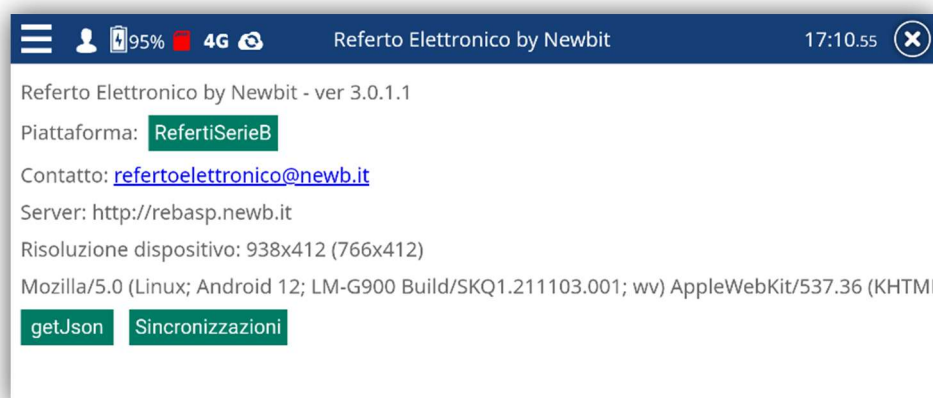 95% 4G Referto Elettronico by Newbit 17:10.55
Referto Elettronico by Newbit - ver 3.0.1.1
Piattaforma: RefertiSerieB
Contatto: refertoelettronico@newb.it
Server: http://rebasp.newb.it
Risoluzione dispositivo: 938x412 (766x412)
Mozilla/5.0 (Linux; Android 12; LM-G900 Build/SKQ1.211103.001; wv) AppleWebKit/537.36 (KHTML
getJson Sincronizzazioni